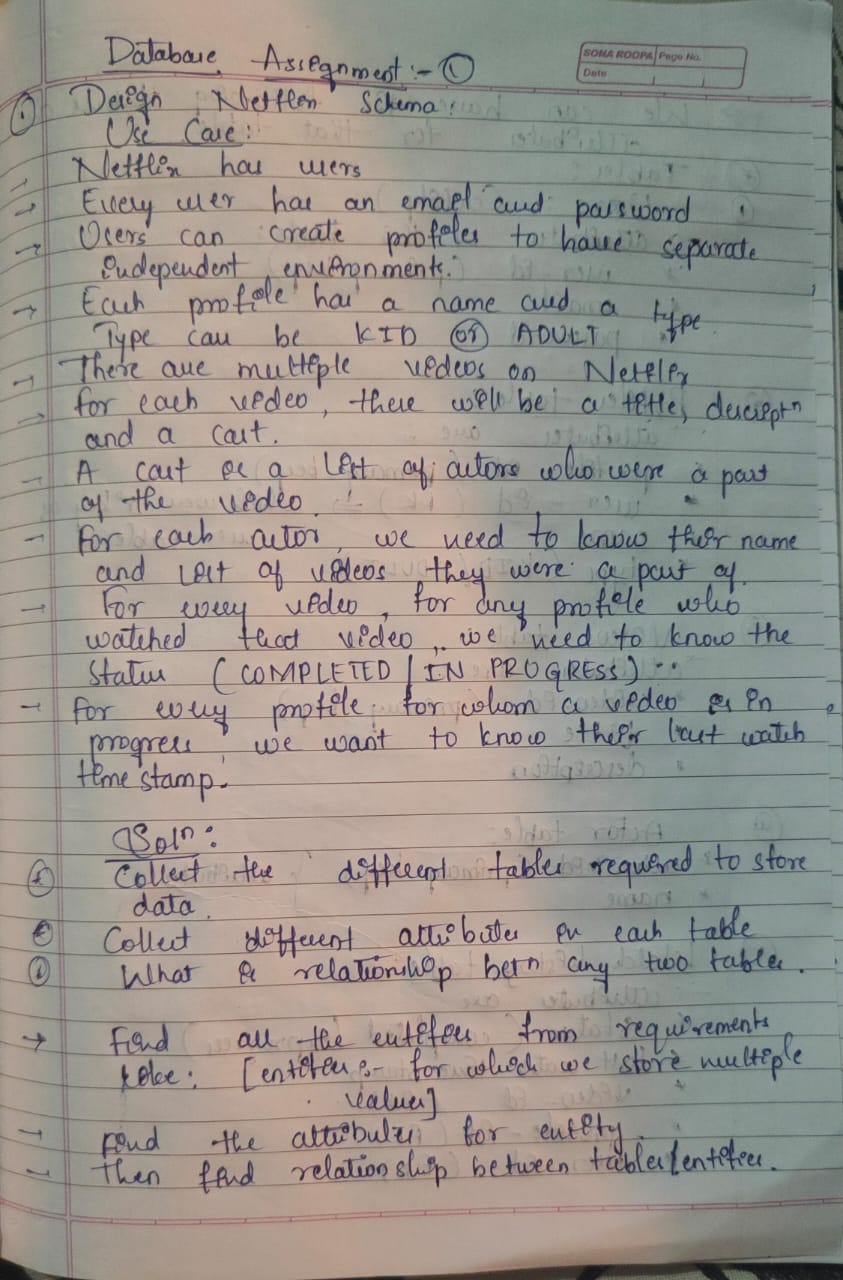 Database Assignment :- ①
SONA ROOPA Page No.
Date
① Design Netflix Schema:
Use Case:
→ Netflix has users
→ Every user has an email and password
→ Users can create profiles to have separate
independent environments.
→ Each profile has a name and a type
Type can be KID or ADULT
→ There are multiple videos on Netflix
→ for each video, there will be a title, descriptn
and a cast.
- A cast is a list of actors who were a part
of the video.
- For each actor, we need to know their name
and list of videos they were a part of.
→ For every video, for any profile who
watched that video, we need to know the
Status (COMPLETED / IN PROGRESS)..
→ for every profile for whom a video is in
progress, we want to know their last watch
time stamp.
Soln:
Collect the different tables required to store
data.
Collect different attributes in each table
What is relationship betn any two tables.
→ Find all the entities from requirements
like: [entities :- for which we store multiple
values]
→ Find the attributes for entity.
→ Then find relationship between tables/entities.